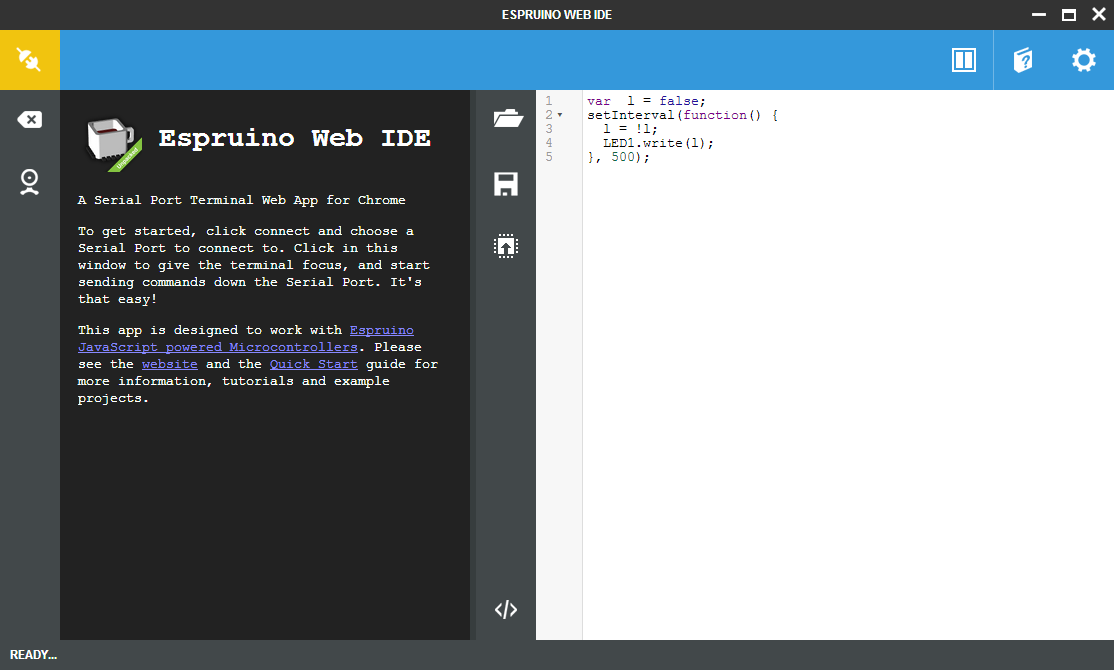 ESPRUINO WEB IDE
Espruino Web IDE
A Serial Port Terminal Web App for Chrome
To get started, click connect and choose a
Serial Port to connect to. Click in this
window to give the terminal focus, and start
sending commands down the Serial Port. It's
that easy!
This app is designed to work with Espruino
JavaScript powered Microcontrollers. Please
see the website and the Quick Start guide for
more information, tutorials and example
projects.
1 var  l = false;
2 setInterval(function() {
3   l = !l;
4   LED1.write(l);
5 }, 500);
READY...